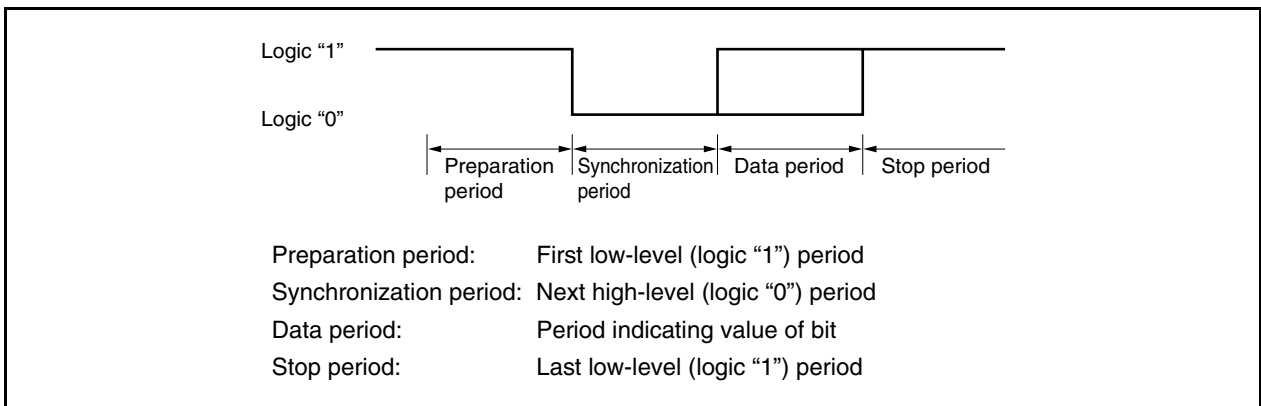 Logic “1”
Logic “0”
Preparation period
Synchronization period
Data period
Stop period
Preparation period: First low-level (logic “1”) period
Synchronization period: Next high-level (logic “0”) period
Data period: Period indicating value of bit
Stop period: Last low-level (logic “1”) period